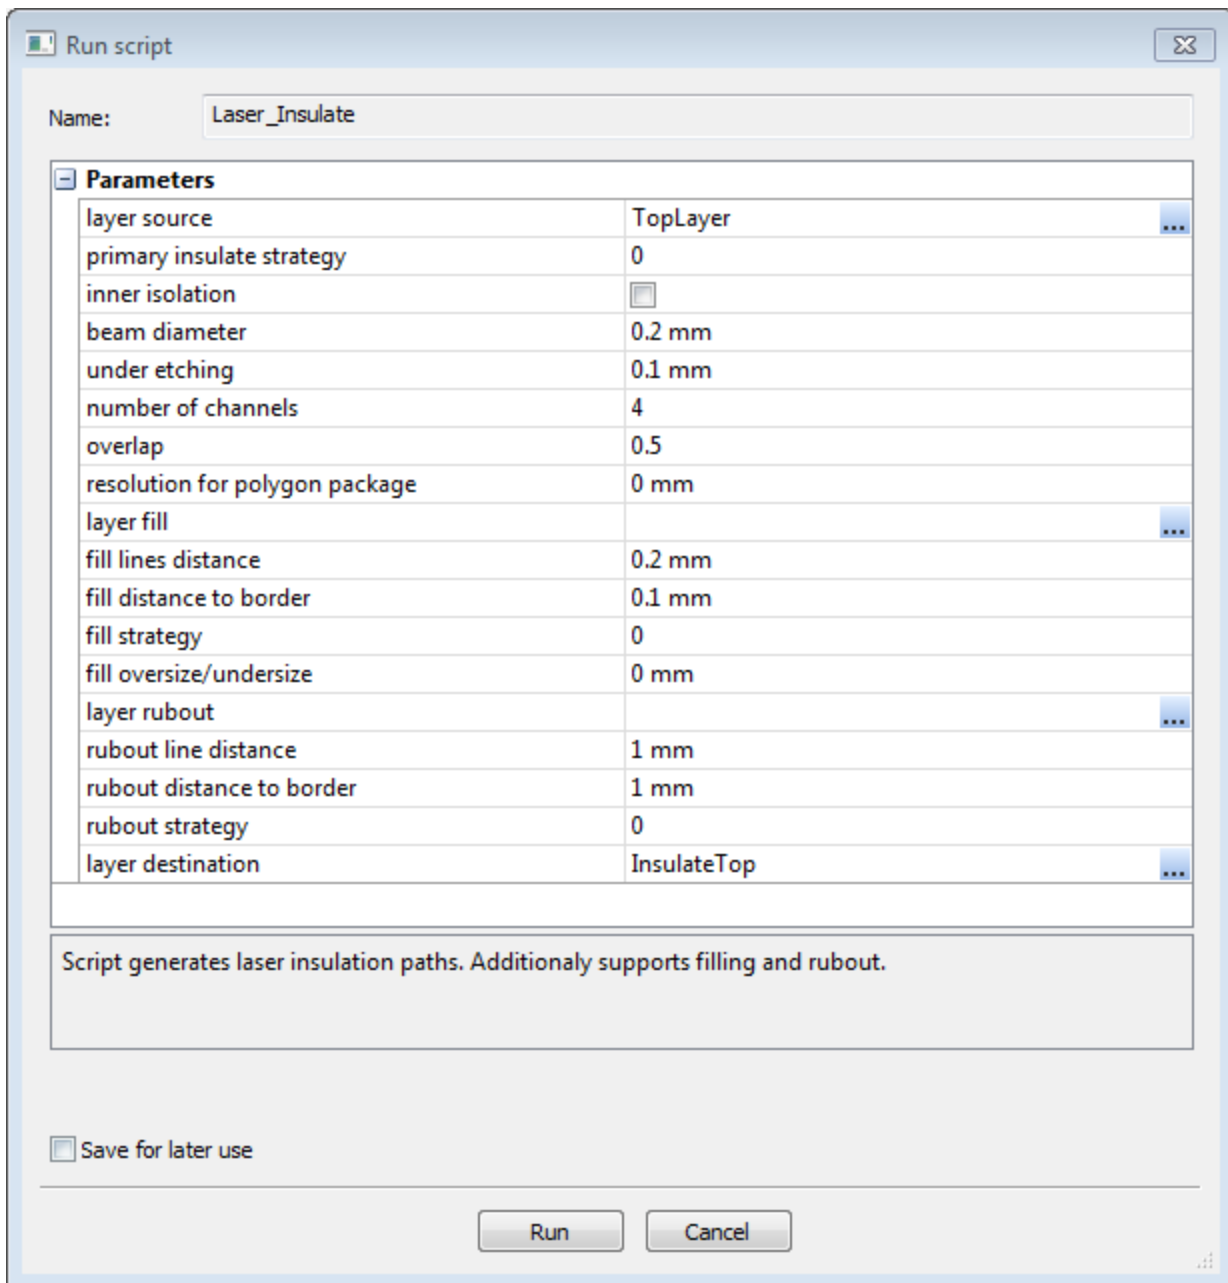 Run script
Name: Laser_Insulate
Parameters
layer source TopLayer ...
primary insulate strategy 0
inner isolation
beam diameter 0.2 mm
under etching 0.1 mm
number of channels 4
overlap 0.5
resolution for polygon package 0 mm
layer fill ...
fill lines distance 0.2 mm
fill distance to border 0.1 mm
fill strategy 0
fill oversize/undersize 0 mm
layer rubout ...
rubout line distance 1 mm
rubout distance to border 1 mm
rubout strategy 0
layer destination InsulateTop ...
Script generates laser insulation paths. Additionaly supports filling and rubout.
Save for later use
Run Cancel